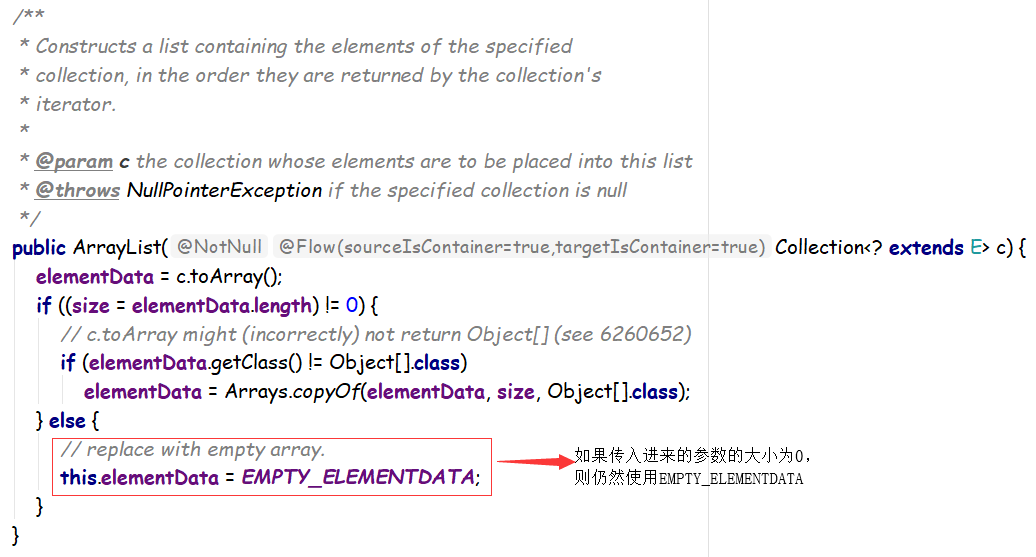 /**
* Constructs a list containing the elements of the specified
* collection, in the order they are returned by the collection's
* iterator.
*
* @param c the collection whose elements are to be placed into this list
* @throws NullPointerException if the specified collection is null
*/
public ArrayList( @NotNull @Flow(sourceIsContainer=true,targetIsContainer=true) Collection<? extends E> c) {
elementData = c.toArray();
if ((size = elementData.length) != 0) {
// c.toArray might (incorrectly) not return Object[] (see 6260652)
if (elementData.getClass() != Object[].class)
elementData = Arrays.copyOf(elementData, size, Object[].class);
} else {
// replace with empty array.
this.elementData = EMPTY_ELEMENTDATA;
}
}
如果传入进来的参数的大小为0,
则仍然使用EMPTY_ELEMENTDATA